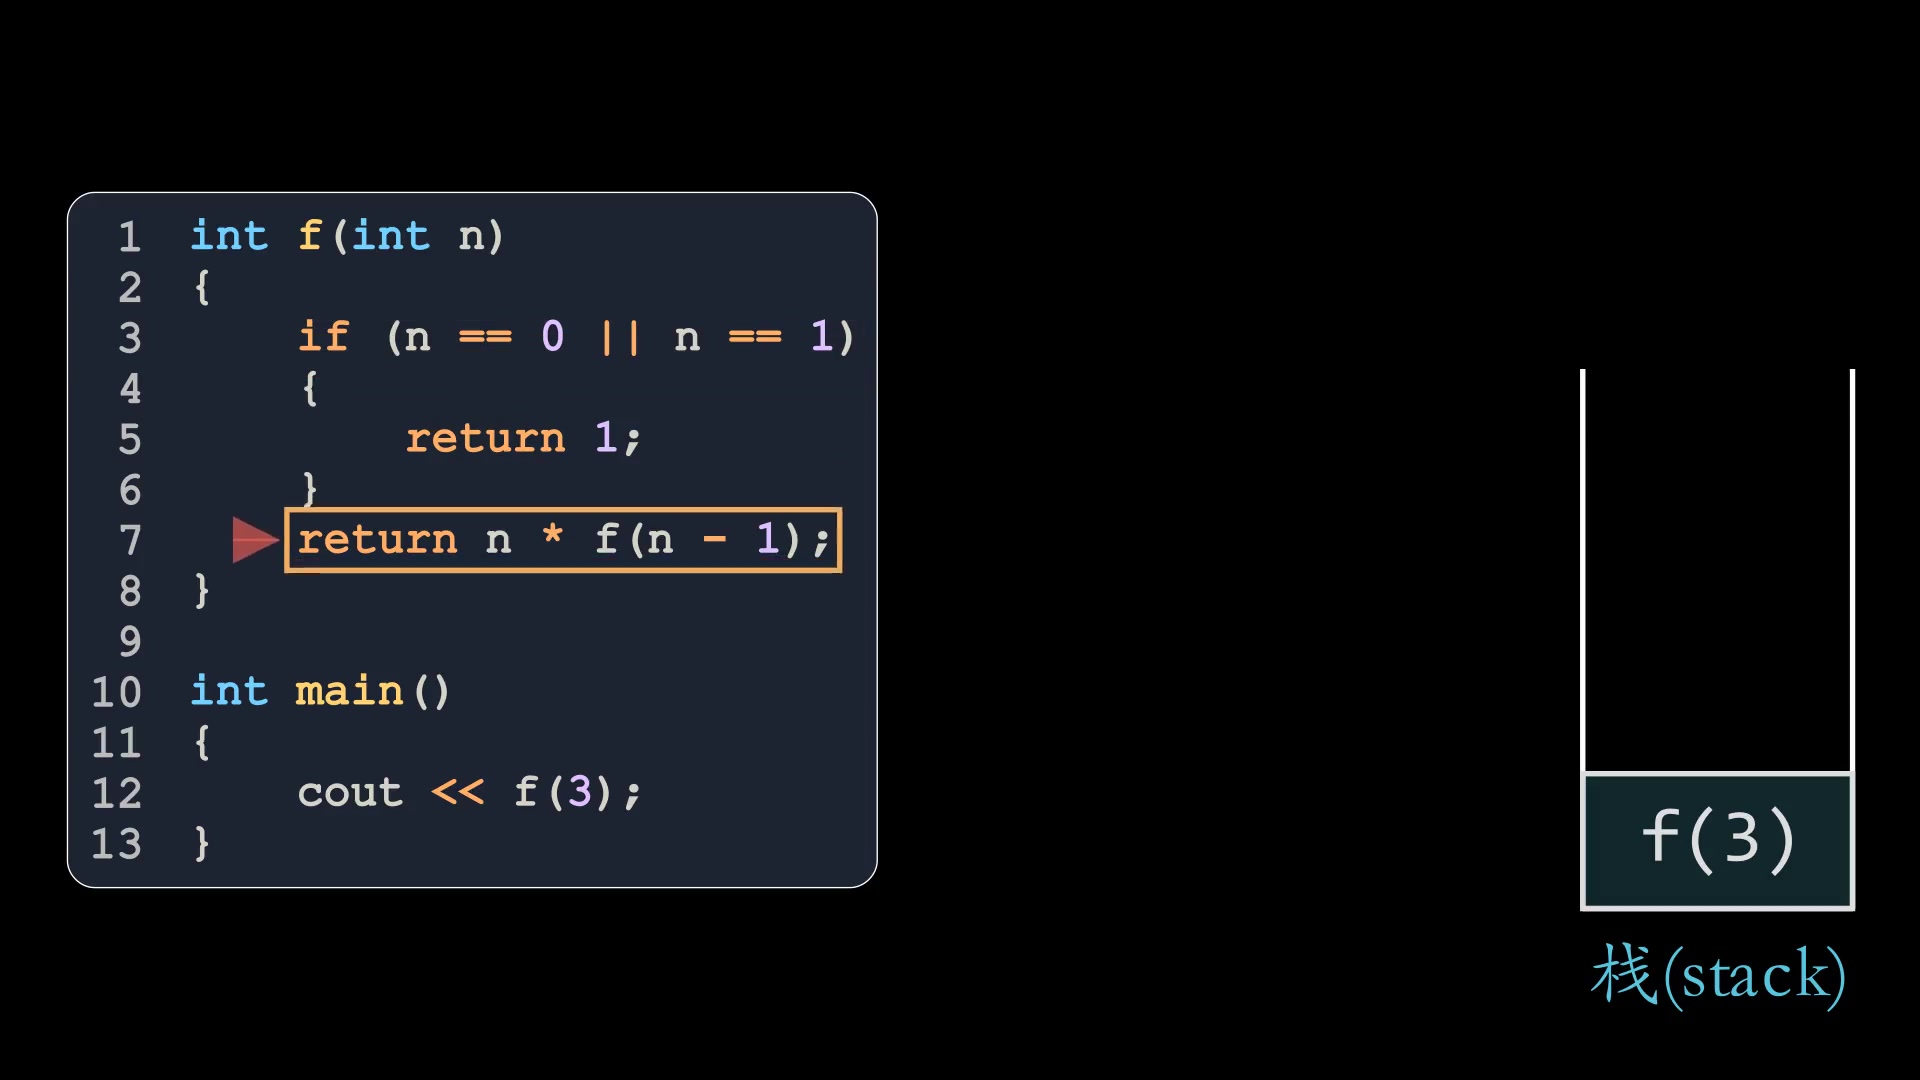 1 int f(int n)
2 {
3 if (n == 0 || n == 1)
4 {
5 return 1;
6 }
7 return n * f(n - 1);
8 }
9
10 int main()
11 {
12 cout << f(3);
13 }
f(3)
栈(stack)